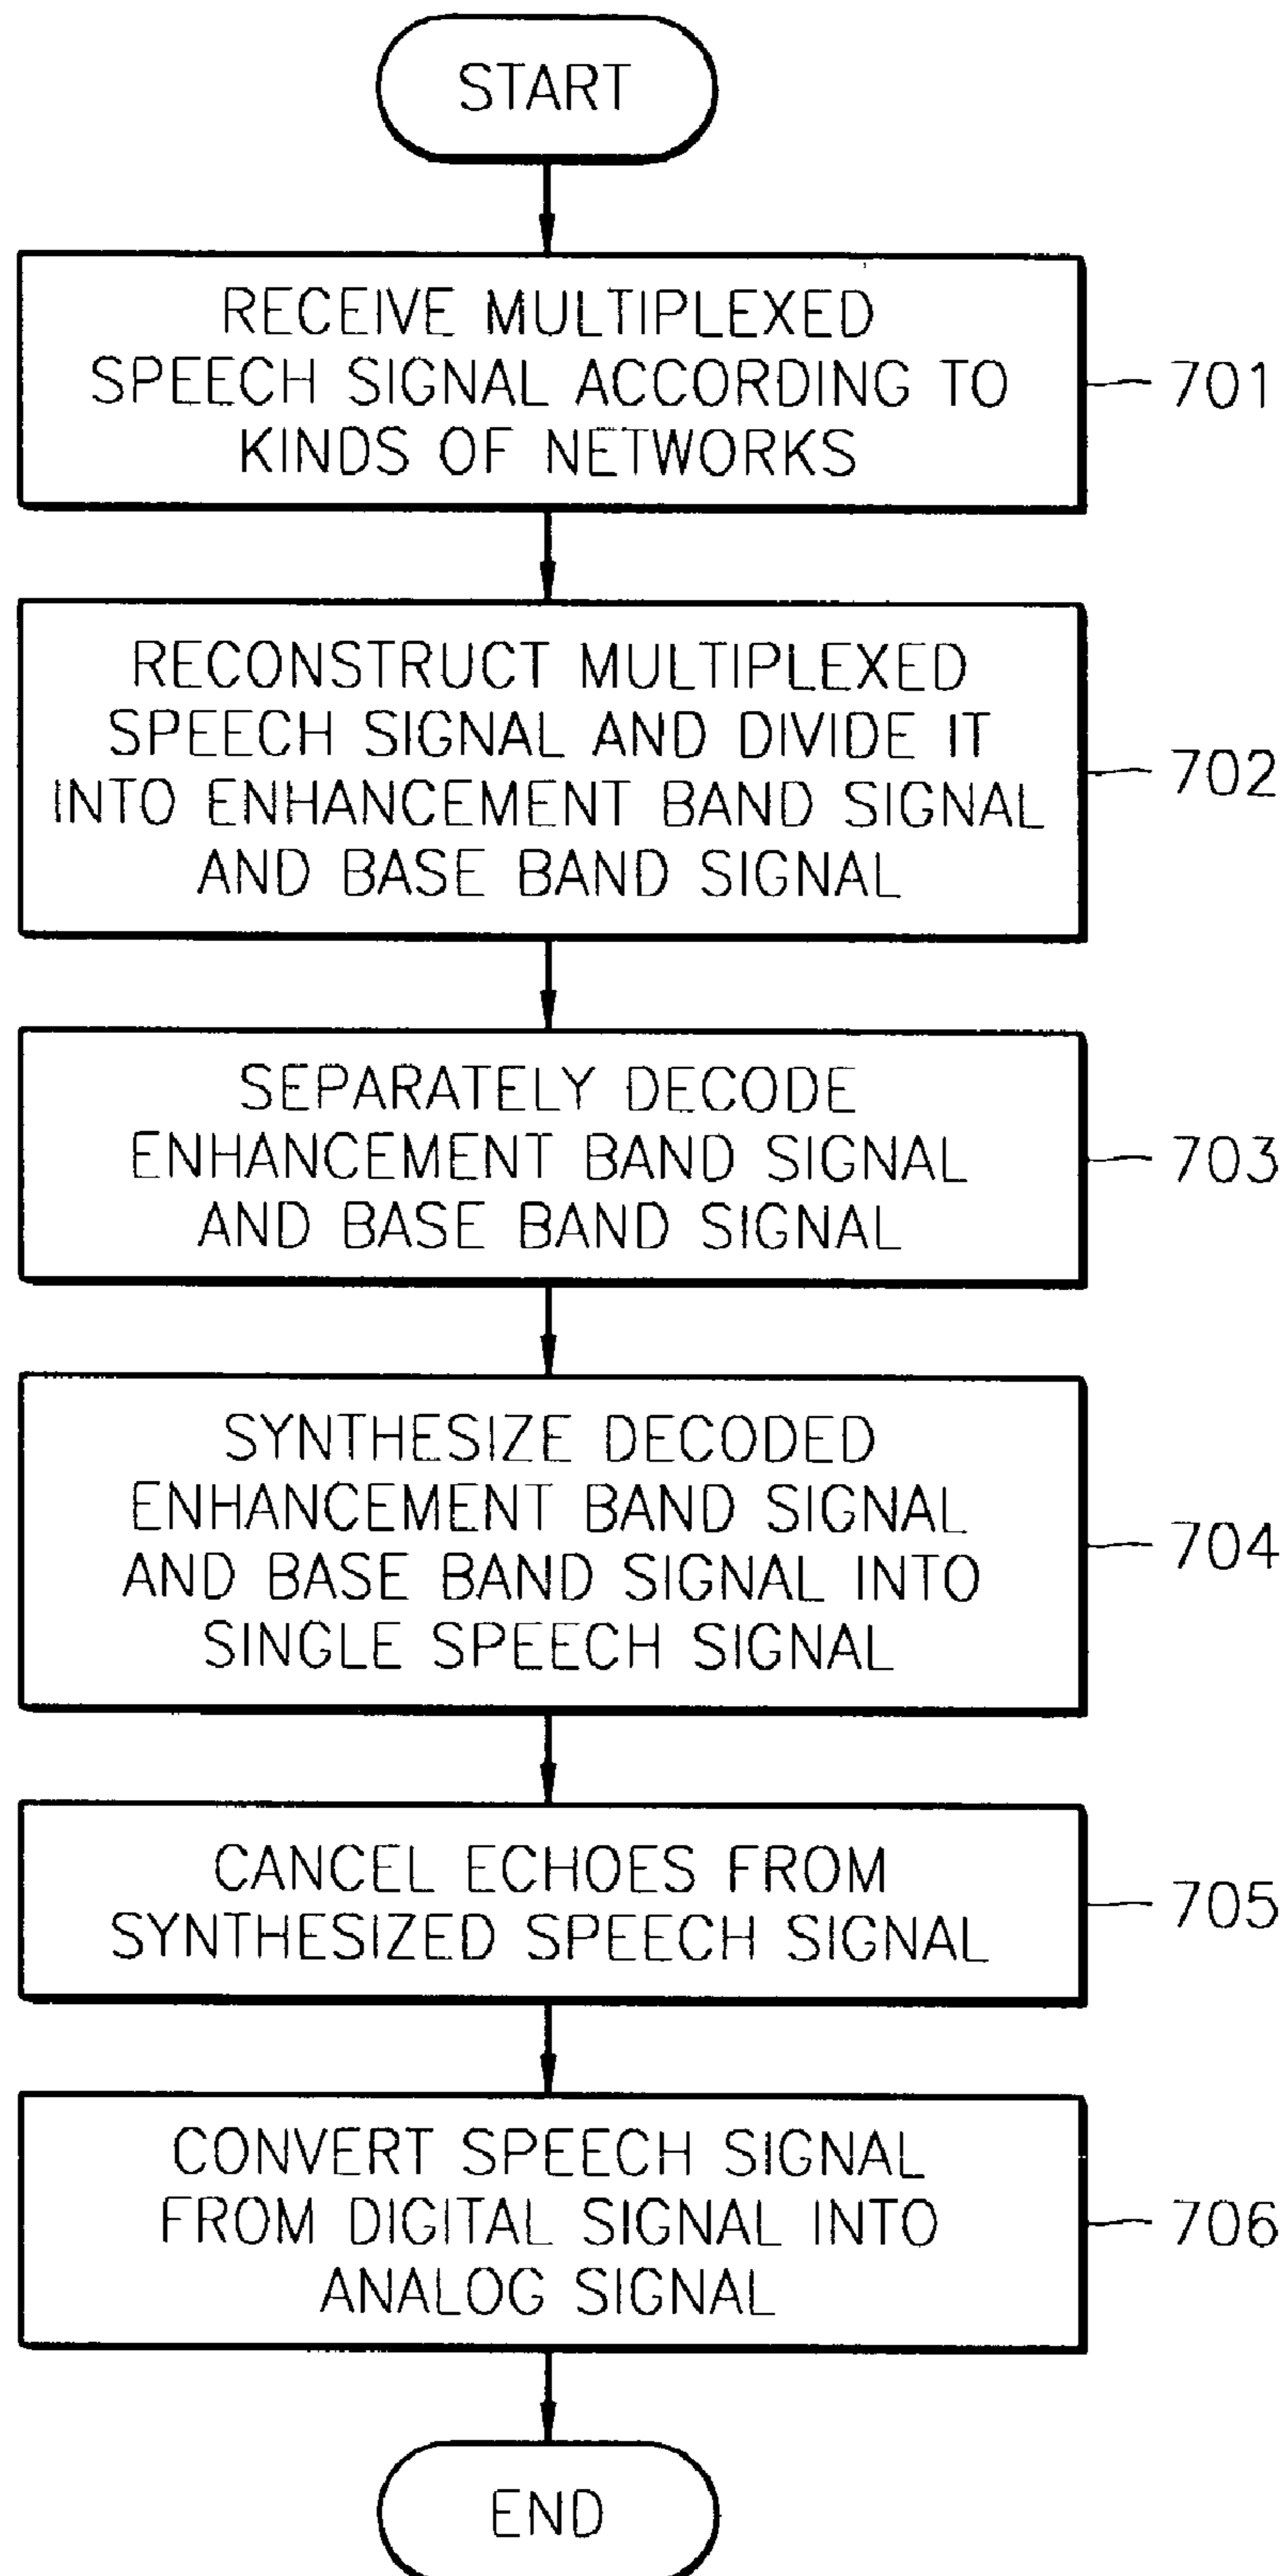 START
RECEIVE MULTIPLEXED
SPEECH SIGNAL ACCORDING TO
KINDS OF NETWORKS
701
RECONSTRUCT MULTIPLEXED
SPEECH SIGNAL AND DIVIDE IT
INTO ENHANCEMENT BAND SIGNAL
AND BASE BAND SIGNAL
702
SEPARATELY DECODE
ENHANCEMENT BAND SIGNAL
AND BASE BAND SIGNAL
703
SYNTHESIZE DECODED
ENHANCEMENT BAND SIGNAL
AND BASE BAND SIGNAL INTO
SINGLE SPEECH SIGNAL
704
CANCEL ECHOES FROM
SYNTHESIZED SPEECH SIGNAL
705
CONVERT SPEECH SIGNAL
FROM DIGITAL SIGNAL INTO
ANALOG SIGNAL
706
END